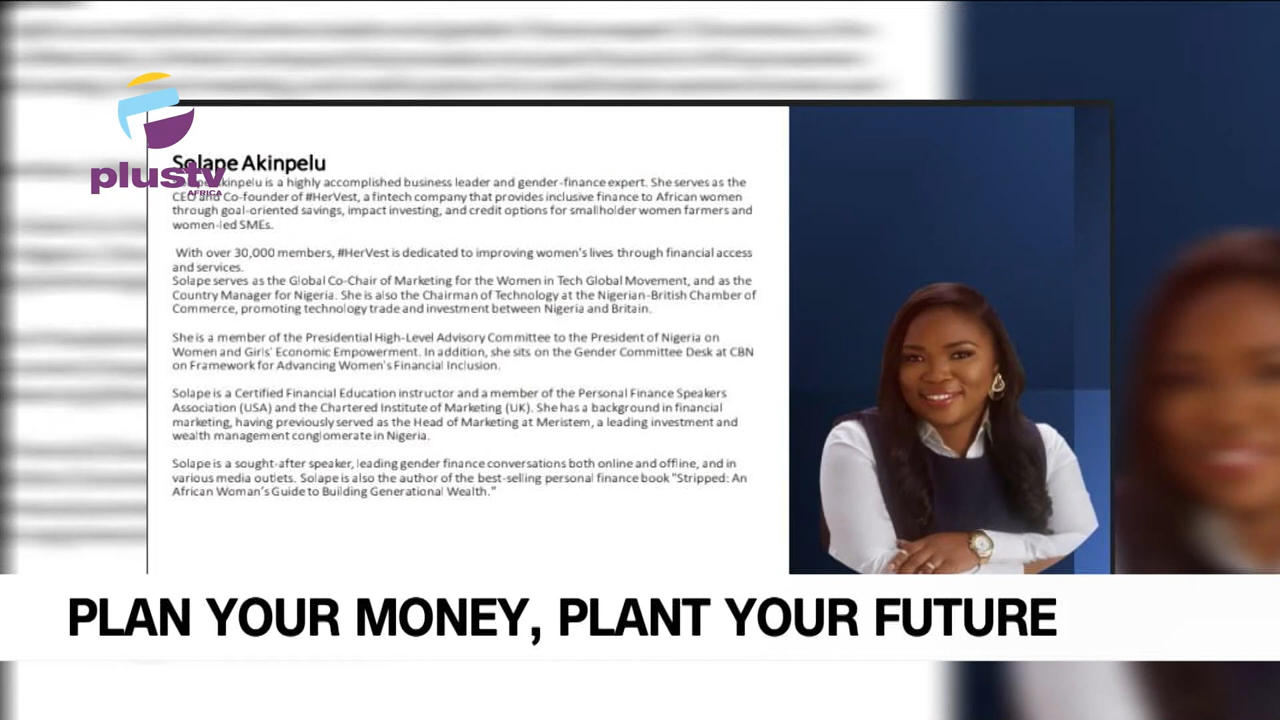 plustv
AFRICA
Solape Akinpelu
Akinpelu is a highly accomplished business leader and gender-finance expert. She serves as the
CEO and Co-founder of #HerVest, a fintech company that provides inclusive finance to African women
through goal-oriented savings, impact investing, and credit options for smallholder women farmers and
women-led SMEs.
With over 30,000 members, #HerVest is dedicated to improving women's lives through financial access
and services.
Solape serves as the Global Co-Chair of Marketing for the Women in Tech Global Movement, and as the
Country Manager for Nigeria. She is also the Chairman of Technology at the Nigerian-British Chamber of
Commerce, promoting technology trade and investment between Nigeria and Britain.
She is a member of the Presidential High-Level Advisory Committee to the President of Nigeria on
Women and Girls' Economic Empowerment. In addition, she sits on the Gender Committee Desk at CBN
on Framework for Advancing Women's Financial Inclusion.
Solape is a Certified Financial Education instructor and a member of the Personal Finance Speakers
Association (USA) and the Chartered Institute of Marketing (UK). She has a background in financial
marketing, having previously served as the Head of Marketing at Meristem, a leading investment and
wealth management conglomerate in Nigeria.
Solape is a sought-after speaker, leading gender finance conversations both online and offline, and in
various media outlets. Solape is also the author of the best-selling personal finance book "Stripped: An
African Woman's Guide to Building Generational Wealth."
PLAN YOUR MONEY, PLANT YOUR FUTURE